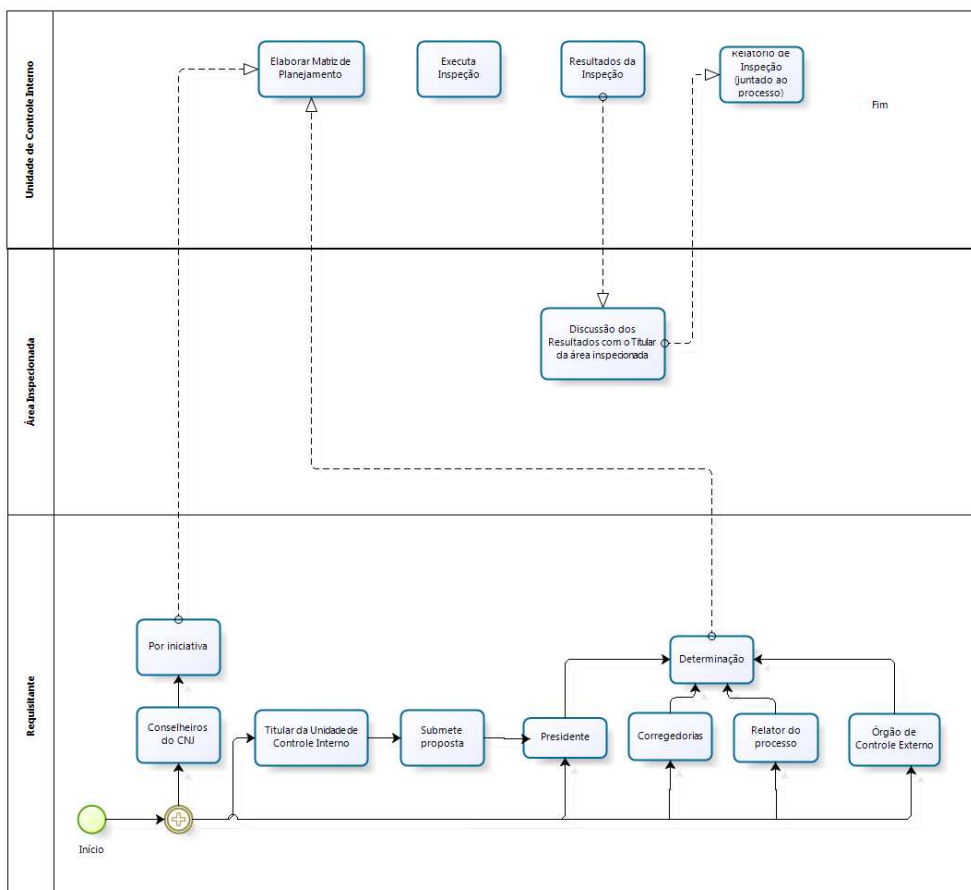 Unidade de Controle Interno
Elaborar Matriz de
Planejamento
Executa
Inspeção
Resultados da
Inspeção
Relatório de
Inspeção
(juntado ao
processo)
Fim
Área Inspecionada
Discussão dos
Resultados com o Titular
da área inspecionada
Requisitante
Por iniciativa
Determinação
Conselheiros
do CNJ
Titular da Unidade de
Controle Interno
Submete
proposta
Presidente
Corregedorias
Relator do
processo
Órgão de
Controle Externo
Início